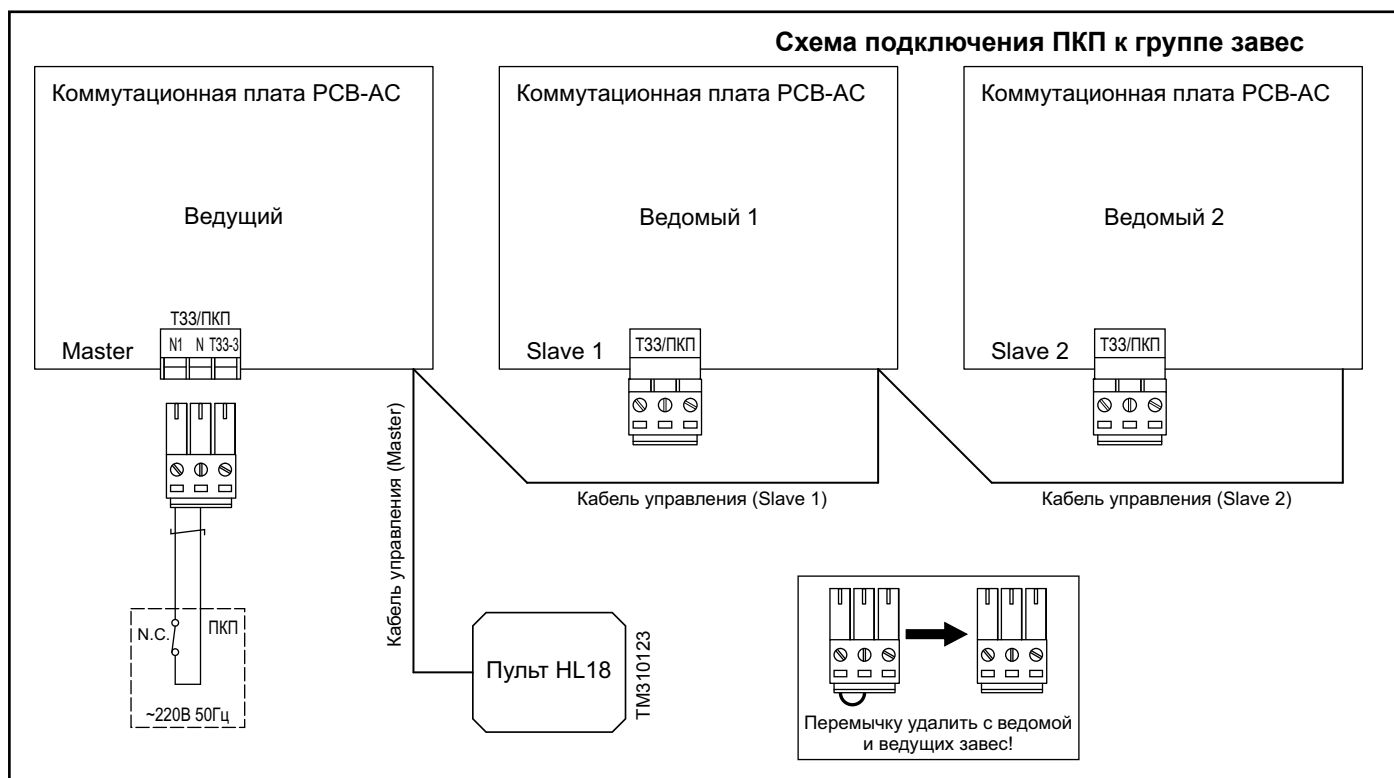 Схема подключения ПКП к группе завес
Коммутационная плата PCB-AC
Ведущий
ТЗЗ/ПКП
N1 N ТЗЗ-3
Master
Коммутационная плата PCB-AC
Ведомый 1
Slave 1
ТЗЗ/ПКП
Коммутационная плата PCB-AC
Ведомый 2
Slave 2
ТЗЗ/ПКП
Кабель управления (Master)
Кабель управления (Slave 1)
Кабель управления (Slave 2)
N.C.
ПКП
~220В 50Гц
Пульт HL18
TM310123
Перемычку удалить с ведомой
и ведущих завес!